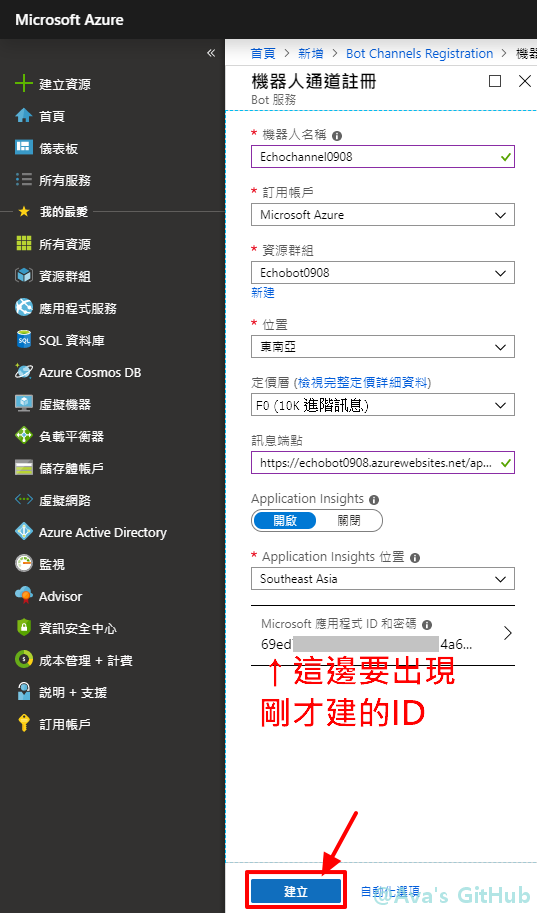 Microsoft Azure
«
建立資源
首頁
儀表板
所有服務
我的最愛
所有資源
資源群組
應用程式服務
SQL 資料庫
Azure Cosmos DB
虛擬機器
負載平衡器
儲存體帳戶
虛擬網路
Azure Active Directory
監視
Advisor
資訊安全中心
成本管理 + 計費
說明 + 支援
訂用帳戶
首頁 > 新增 > Bot Channels Registration > 機器
機器人通道註冊
Bot 服務
* 機器人名稱
Echochannel0908
* 訂用帳戶
Microsoft Azure
* 資源群組
Echobot0908
新建
* 位置
東南亞
定價層 (檢視完整定價詳細資料)
F0 (10K 進階訊息)
訊息端點
https://echobot0908.azurewebsites.net/ap...
Application Insights
開啟 關閉
* Application Insights 位置
Southeast Asia
Microsoft 應用程式 ID 和密碼
69ed 4a6...
↑這邊要出現
剛才建的ID
建立 自動化選項
@Ava's GitHub